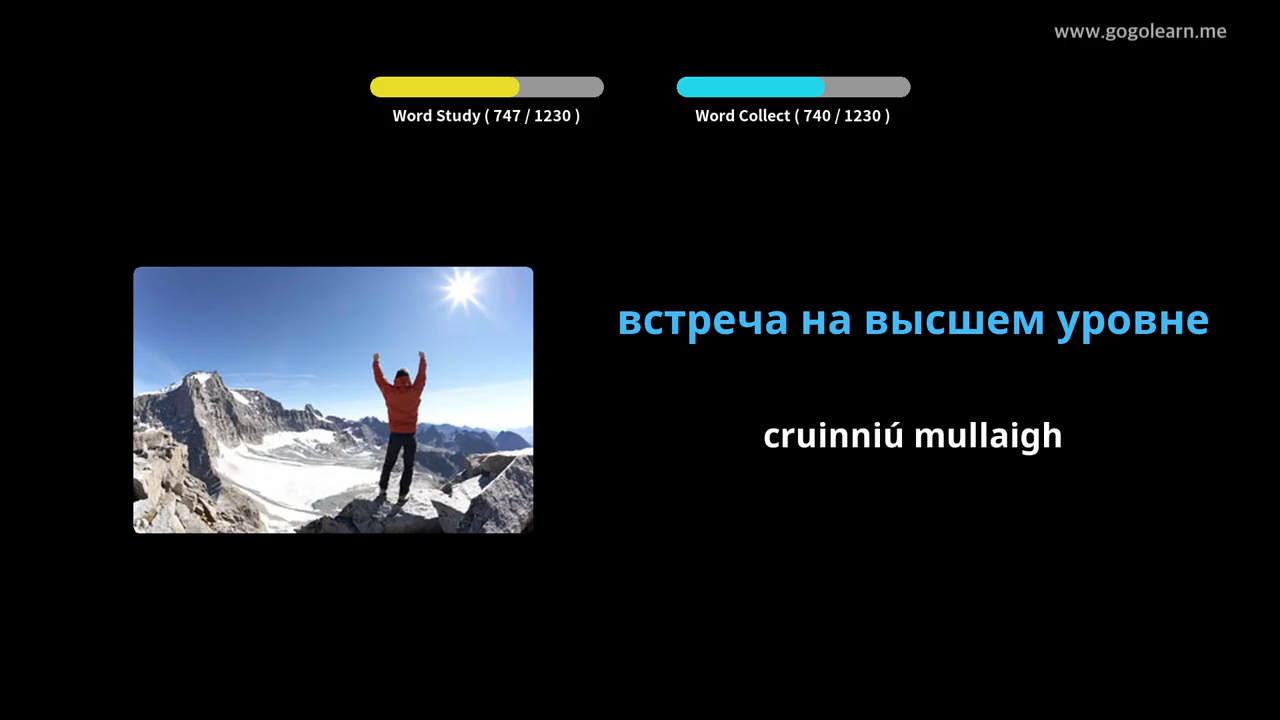 www.gogolearn.me
Word Study ( 747 / 1230 )
Word Collect ( 740 / 1230 )
встреча на высшем уровне
cruinniú mullaigh